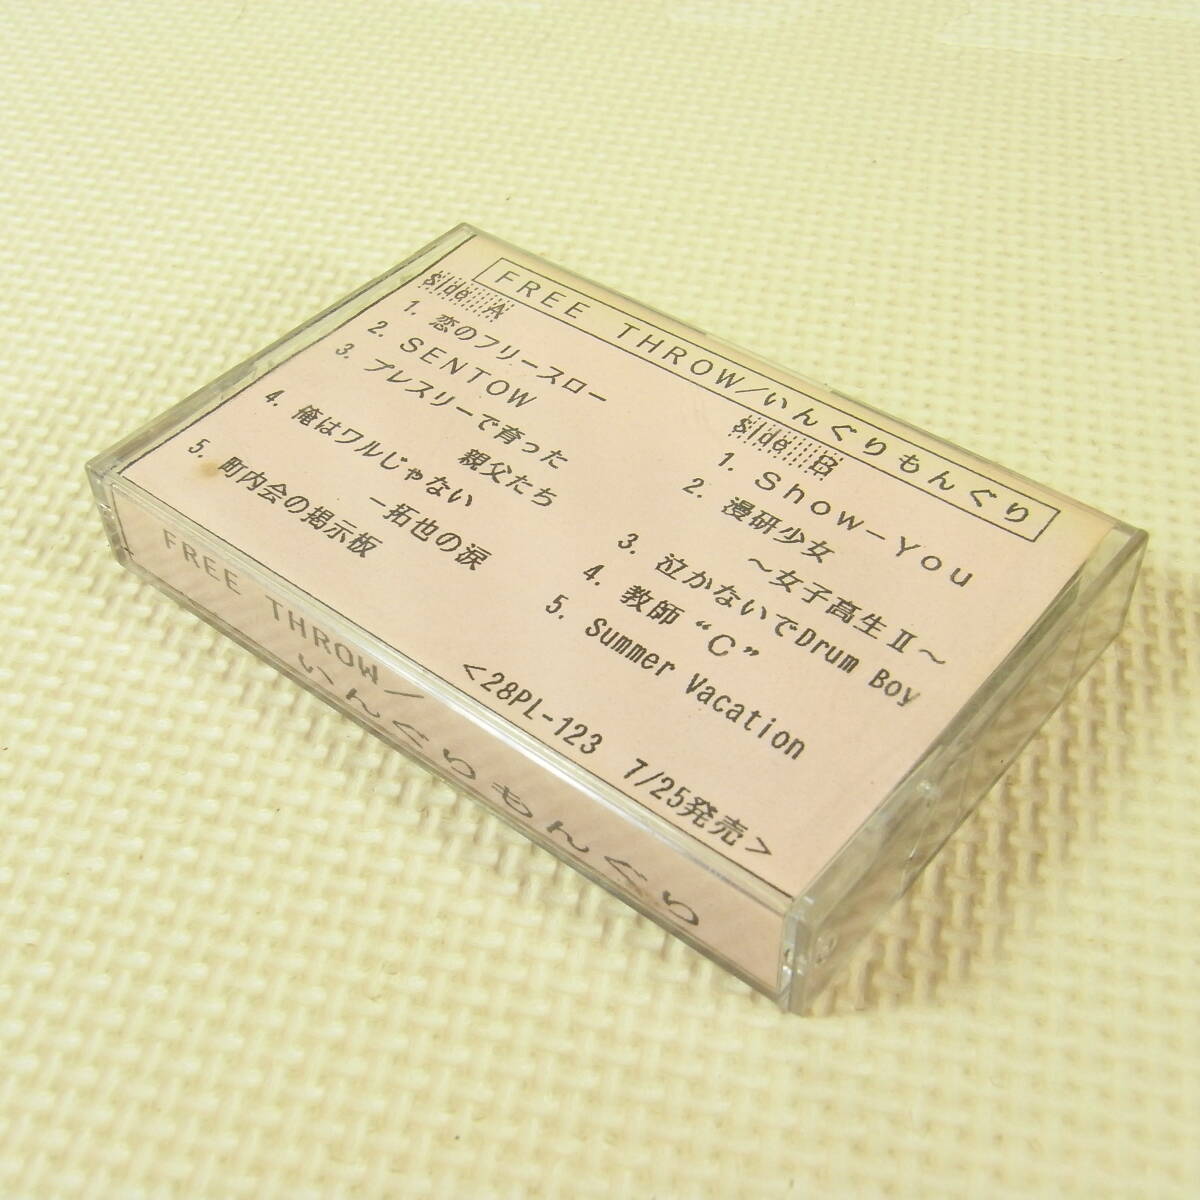 FREE THROW/いんぐりもんぐり
Side A
1. 恋のフリースロー
2. SENTOW
3. プレスリーで育った
親父たち
4. 俺はワルじゃない
ー拓也の涙
5. 町内会の掲示板
Side B
1. Show-You
2. 漫研少女
～女子高生Ⅱ～
3. 泣かないでDrum Boy
4. 教師“C”
5. Summer Vacation
<28PL-123 7/25発売>
FREE THROW/
いんぐりもんぐり